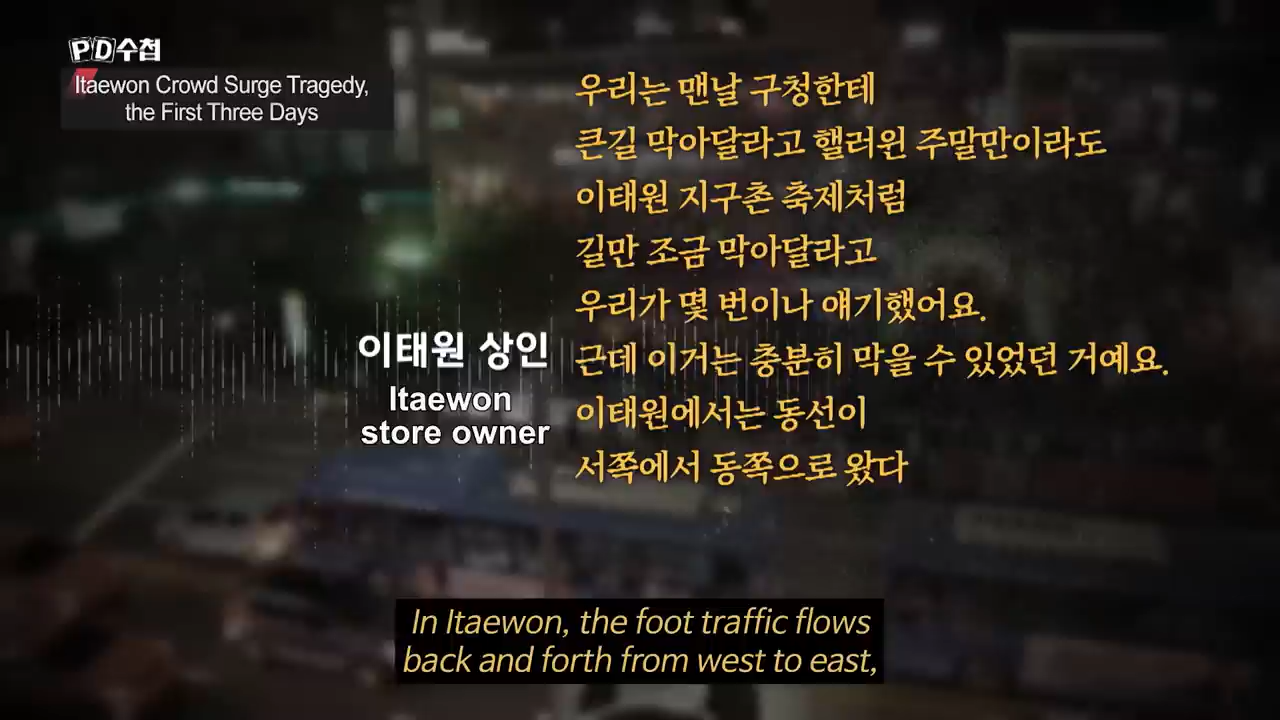 PD수첩
Itaewon Crowd Surge Tragedy,
the First Three Days
우리는 맨날 구청한테
큰길 막아달라고 핼러윈 주말만이라도
이태원 지구촌 축제처럼
길만 조금 막아달라고
우리가 몇 번이나 얘기했어요.
근데 이거는 충분히 막을 수 있었던 거예요.
이태원에서는 동선이
서쪽에서 동쪽으로 왔다
이태원 상인
Itaewon
store owner
In Itaewon, the foot traffic flows
back and forth from west to east,